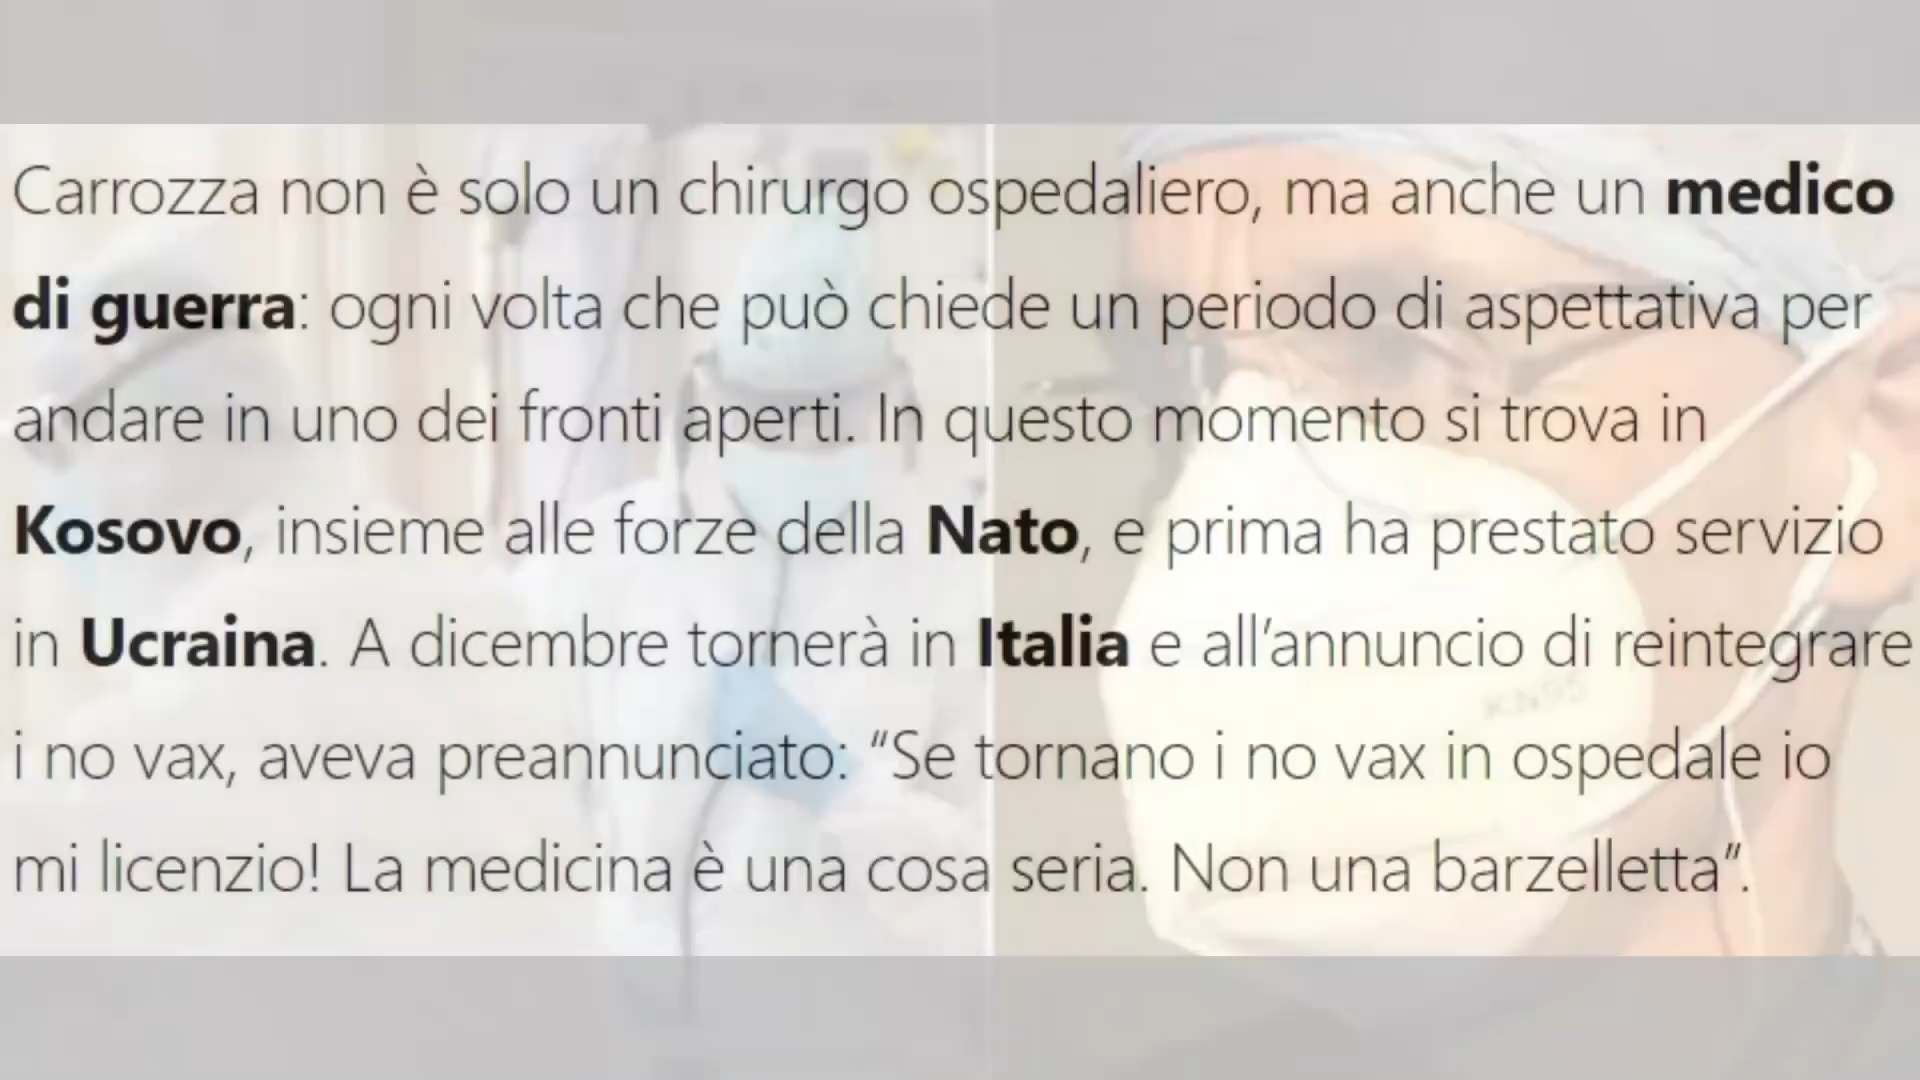 Carrozza non è solo un chirurgo ospedaliero, ma anche un medico
di guerra: ogni volta che può chiede un periodo di aspettativa per
andare in uno dei fronti aperti. In questo momento si trova in
Kosovo, insieme alle forze della Nato, e prima ha prestato servizio
in Ucraina. A dicembre tornerà in Italia e all’annuncio di reintegrare
i no vax, aveva preannunciato: “Se tornano i no vax in ospedale io
mi licenzio! La medicina è una cosa seria. Non una barzelletta”.
KN95